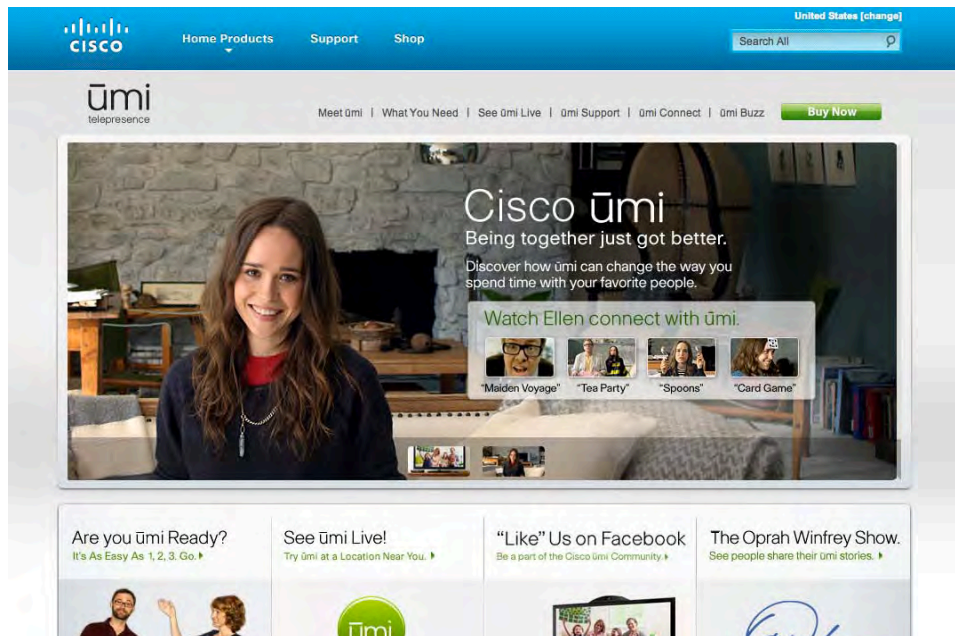 United States [change]
CISCO
Home Products
Support
Shop
Search All
ūmi
telepresence
Meet ūmi | What You Need | See ūmi Live | ūmi Support | ūmi Connect | ūmi Buzz
Buy Now
Cisco ūmi
Being together just got better.
Discover how ūmi can change the way you
spend time with your favorite people.
Watch Ellen connect with ūmi.
"Maiden Voyage"
"Tea Party"
"Spoons"
"Card Game"
Are you ūmi Ready?
It's As Easy As 1, 2, 3. Go.
See ūmi Live!
Try ūmi at a Location Near You.
"Like" Us on Facebook
Be a part of the Cisco ūmi Community.
The Oprah Winfrey Show.
See people share their ūmi stories.
ūmi